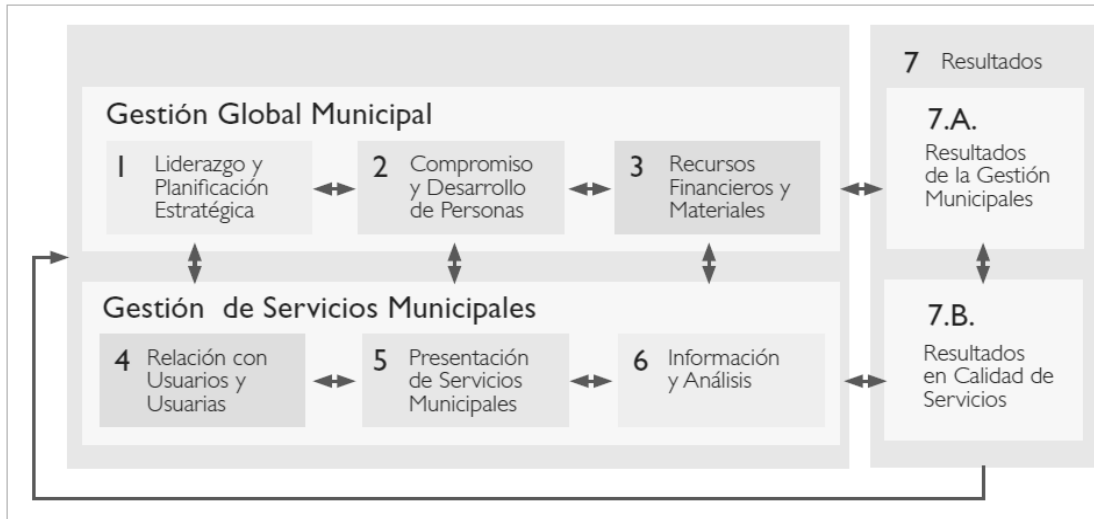 Gestión Global Municipal
1 Liderazgo y
Planificación
Estratégica
2 Compromiso
y Desarrollo
de Personas
3 Recursos
Financieros y
Materiales
Gestión de Servicios Municipales
4 Relación con
Usuarios y
Usuarias
5 Presentación
de Servicios
Municipales
6 Información
y Análisis
7 Resultados
7.A.
Resultados
de la Gestión
Municipales
7.B.
Resultados
en Calidad de
Servicios